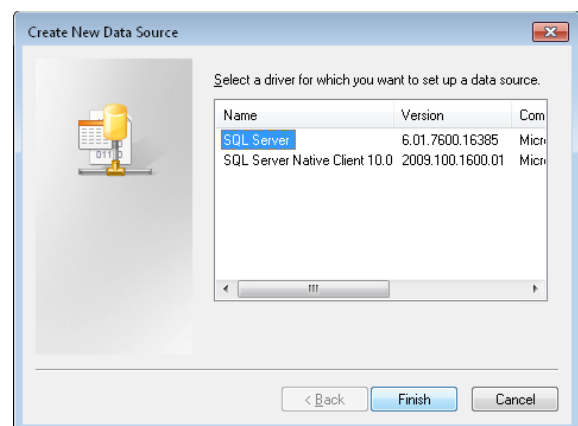 Create New Data Source
Select a driver for which you want to set up a data source.
Name Version Com
SQL Server 6.01.7600.16385 Micr
SQL Server Native Client 10.0 2009.100.1600.01 Micr
< Back Finish Cancel